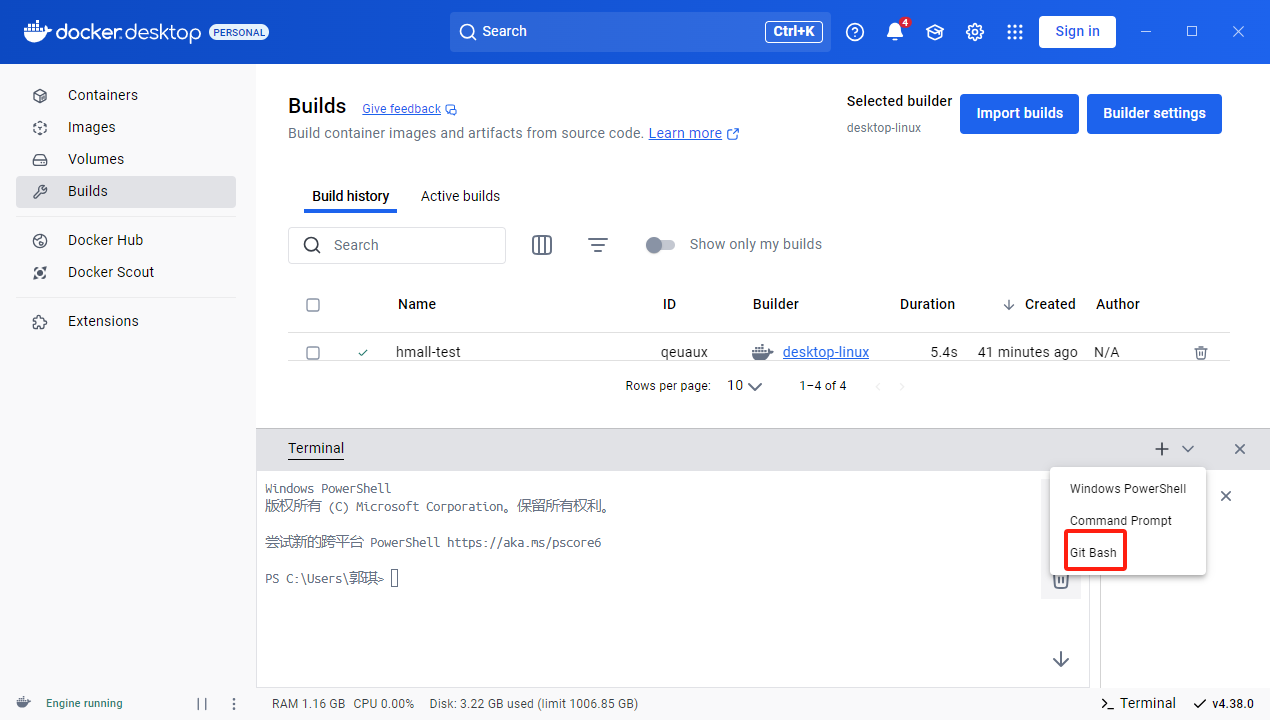 docker.desktop PERSONAL
Search Ctrl+K
4
Sign in
Containers
Images
Volumes
Builds
Docker Hub
Docker Scout
Extensions
Builds Give feedback
Build container images and artifacts from source code. Learn more
Selected builder
desktop-linux
Import builds
Builder settings
Build history Active builds
Search
Show only my builds
Name ID Builder Duration Created Author
hmall-test qeuaux desktop-linux 5.4s 41 minutes ago N/A
Rows per page: 10 1–4 of 4
Terminal
Windows PowerShell
版权所有 (C) Microsoft Corporation。保留所有权利。
尝试新的跨平台 PowerShell https://aka.ms/pscore6
PS C:\Users\郭琪>
Windows PowerShell
Command Prompt
Git Bash
Engine running
RAM 1.16 GB CPU 0.00% Disk: 3.22 GB used (limit 1006.85 GB)
Terminal
v4.38.0